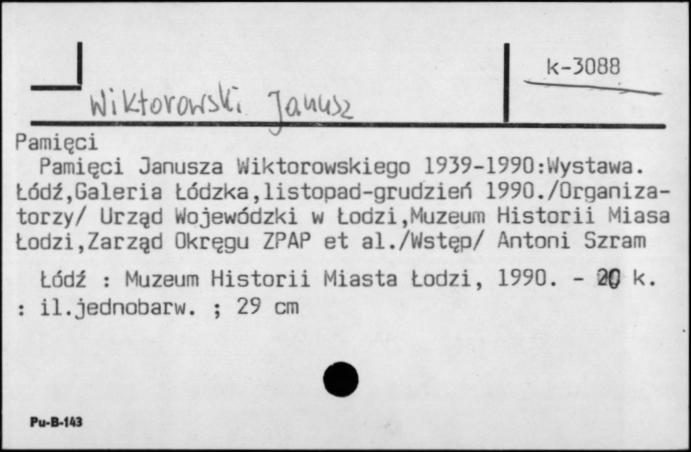 k-3088
Wiktorowski Janusz
Pamięci
Pamięci Janusza Wiktorowskiego 1939-1990:Wystawa.
Łódź,Galeria Łódzka,listopad-grudzień 1990./Organiza-
torzy/ Urząd Wojewódzki w Łodzi,Muzeum Historii Miasa
Łodzi,Zarząd Okręgu ZPAP et al./Wstęp/ Antoni Szram
Łódź : Muzeum Historii Miasta Łodzi, 1990. - 20 k.
: il.jednobarw. ; 29 cm
Pu-B-143